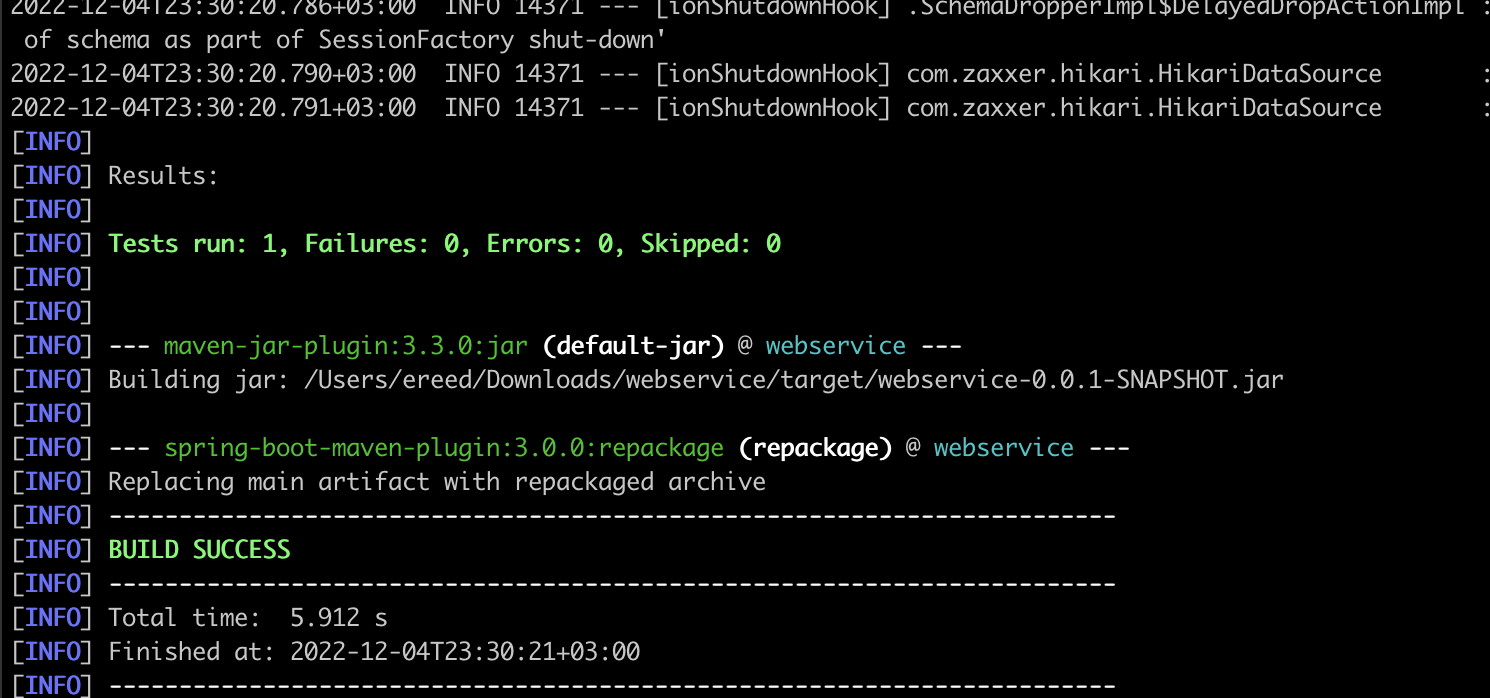 2022-12-04T23:30:20.786+03:00  INFO 14371 --- [ionShutdownHook] .SchemaDropperImpl$DelayedDropActionImpl :
 of schema as part of SessionFactory shut-down'
2022-12-04T23:30:20.790+03:00  INFO 14371 --- [ionShutdownHook] com.zaxxer.hikari.HikariDataSource       :
2022-12-04T23:30:20.791+03:00  INFO 14371 --- [ionShutdownHook] com.zaxxer.hikari.HikariDataSource       :
[INFO]
[INFO] Results:
[INFO]
[INFO] Tests run: 1, Failures: 0, Errors: 0, Skipped: 0
[INFO]
[INFO]
[INFO] --- maven-jar-plugin:3.3.0:jar (default-jar) @ webservice ---
[INFO] Building jar: /Users/ereed/Downloads/webservice/target/webservice-0.0.1-SNAPSHOT.jar
[INFO]
[INFO] --- spring-boot-maven-plugin:3.0.0:repackage (repackage) @ webservice ---
[INFO] Replacing main artifact with repackaged archive
[INFO] ------------------------------------------------------------------------
[INFO] BUILD SUCCESS
[INFO] ------------------------------------------------------------------------
[INFO] Total time:  5.912 s
[INFO] Finished at: 2022-12-04T23:30:21+03:00
[INFO] ------------------------------------------------------------------------